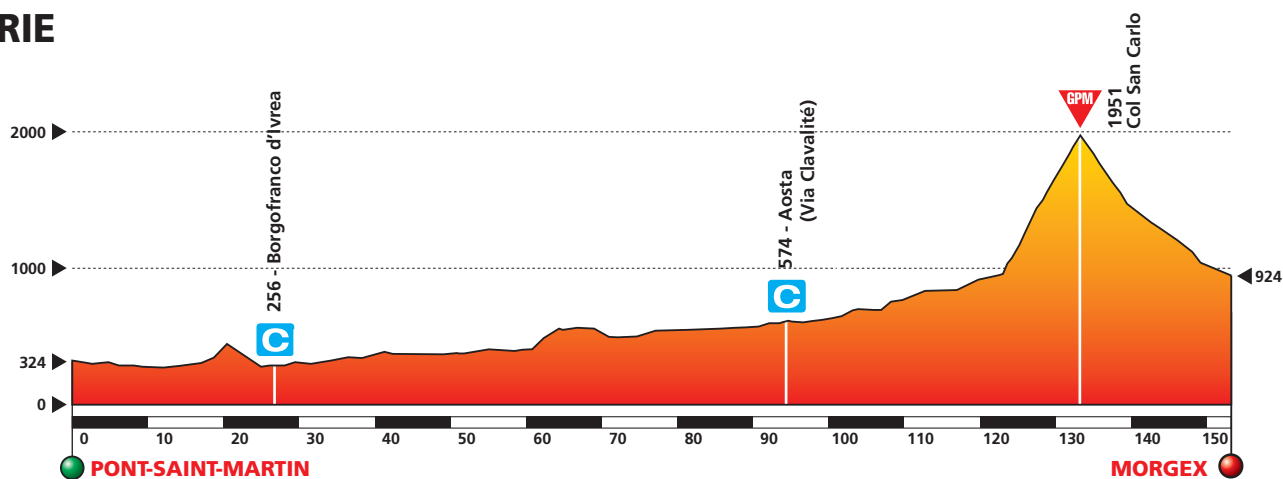 RIE
2000
1000
324
0
256 - Borgofranco d’Ivrea
C
574 - Aosta
(Via Clavalité)
C
GPM
1951
Col San Carlo
924
0 10 20 30 40 50 60 70 80 90 100 110 120 130 140 150
PONT-SAINT-MARTIN
MORGEX